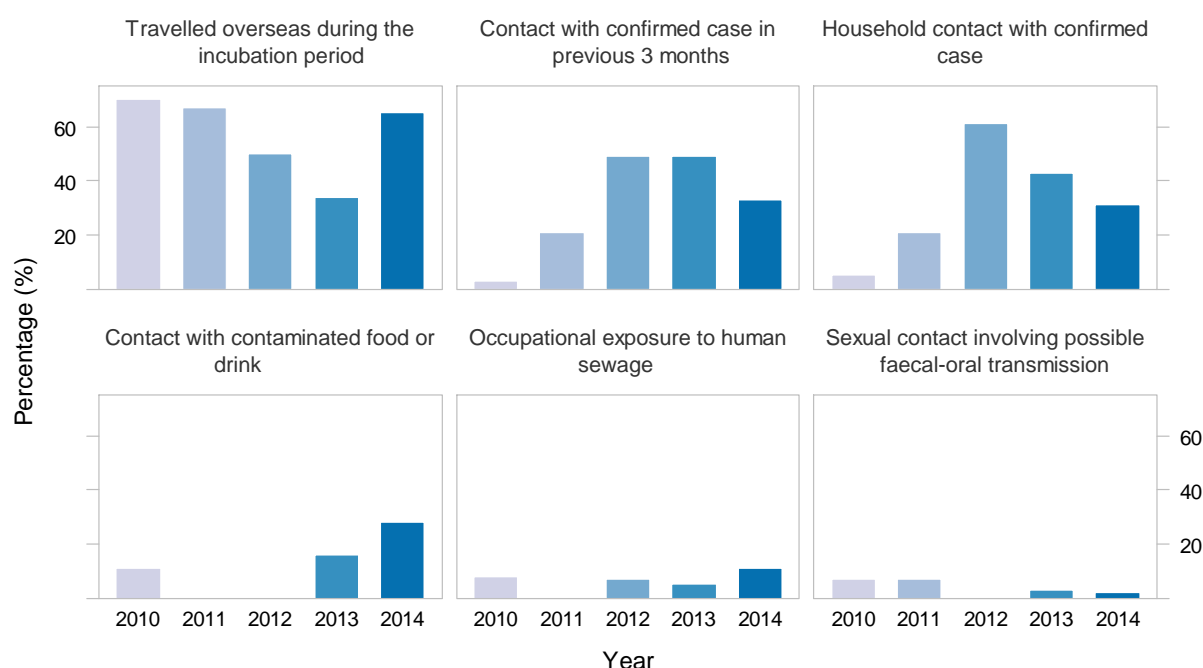 Travelled overseas during the
incubation period
Contact with confirmed case in
previous 3 months
Household contact with confirmed
case
60
40
20
Contact with contaminated food or
drink
Occupational exposure to human
sewage
Sexual contact involving possible
faecal-oral transmission
60
40
20
Percentage (%)
2010 2011 2012 2013 2014
2010 2011 2012 2013 2014
2010 2011 2012 2013 2014
Year